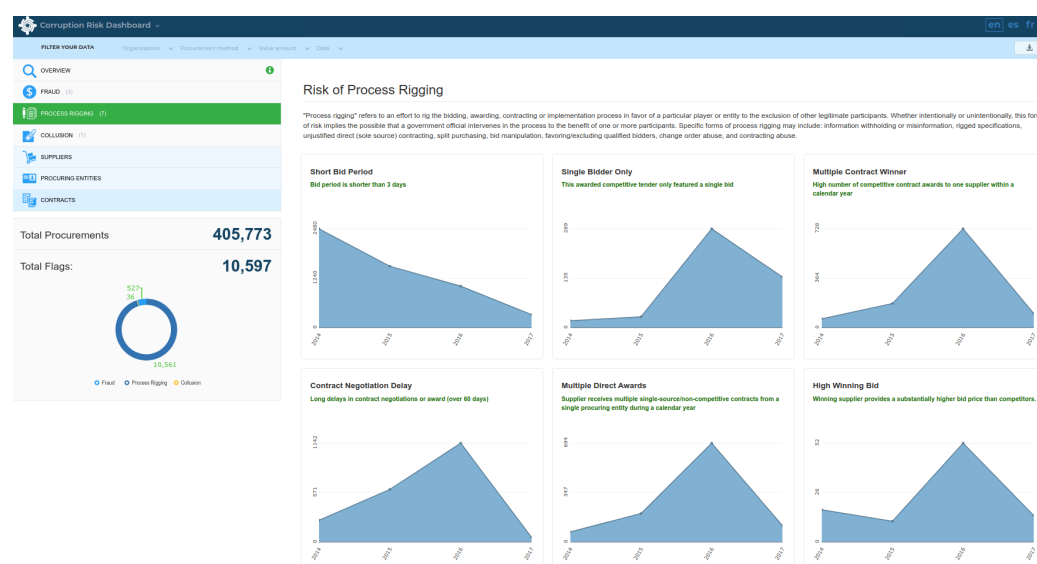 Corruption Risk Dashboard
en es fr
FILTER YOUR DATA
Organizations
Procurement method
Value amount
Date
OVERVIEW
FRAUD (3)
PROCESS RIGGING (7)
COLLUSION (1)
SUPPLIERS
PROCURING ENTITIES
CONTRACTS
Total Procurements 405,773
Total Flags: 10,597
527
36
10,561
Fraud Process Rigging Collusion
Risk of Process Rigging
"Process rigging" refers to an effort to rig the bidding, awarding, contracting or implementation process in favor of a particular player or entity to the exclusion of other legitimate participants. Whether intentionally or unintentionally, this for
of risk implies the possible that a government official intervenes in the process to the benefit of one or more participants. Specific forms of process rigging may include: information withholding or misinformation, rigged specifications,
unjustified direct (sole source) contracting, split purchasing, bid manipulation, favoring/excluding qualified bidders, change order abuse, and contracting abuse.
Short Bid Period
Bid period is shorter than 3 days
2480
1240
0
2014 2015 2016 2017
Single Bidder Only
This awarded competitive tender only featured a single bid
269
135
0
2014 2015 2016 2017
Multiple Contract Winner
High number of competitive contract awards to one supplier within a
calendar year
728
364
0
2014 2015 2016 2017
Contract Negotiation Delay
Long delays in contract negotiations or award (over 60 days)
1142
571
0
2014 2015 2016 2017
Multiple Direct Awards
Supplier receives multiple single-source/non-competitive contracts from a
single procuring entity during a calendar year
694
347
0
2014 2015 2016 2017
High Winning Bid
Winning supplier provides a substantially higher bid price than competitors.
52
26
0
2014 2015 2016 2017